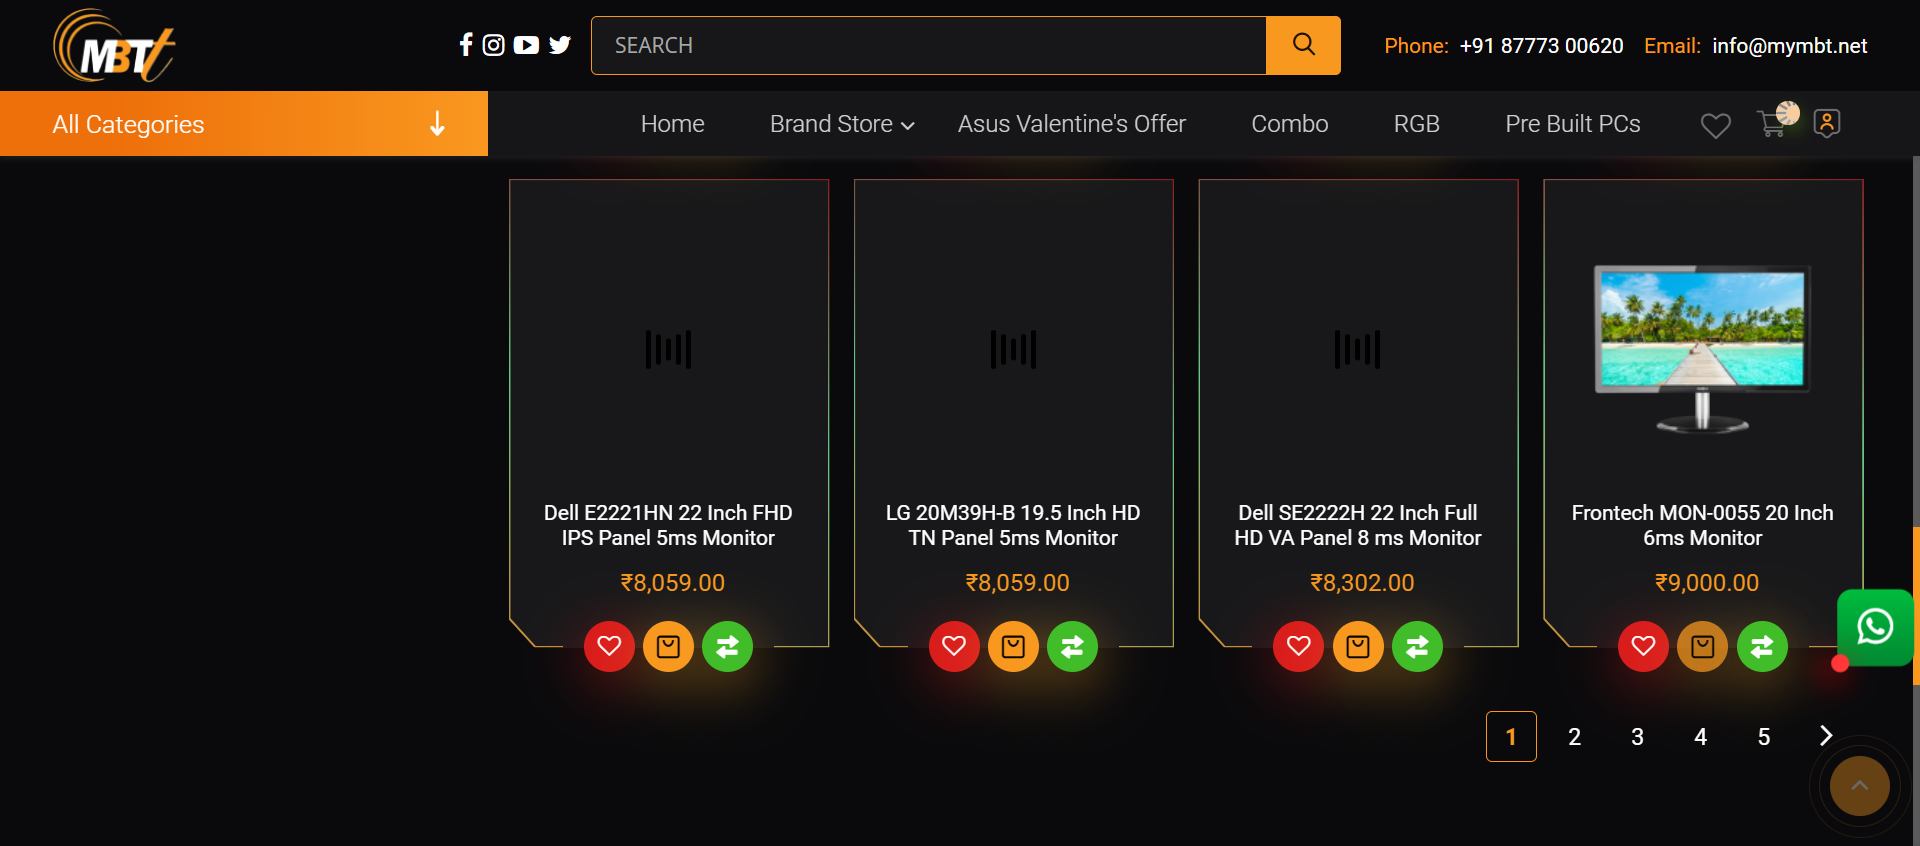 MBTt
SEARCH
Phone: +91 87773 00620 Email: info@mymbt.net
All Categories
Home Brand Store Asus Valentine's Offer Combo RGB Pre Built PCs
Dell E2221HN 22 Inch FHD
IPS Panel 5ms Monitor
₹8,059.00
LG 20M39H-B 19.5 Inch HD
TN Panel 5ms Monitor
₹8,059.00
Dell SE2222H 22 Inch Full
HD VA Panel 8 ms Monitor
₹8,302.00
Frontech MON-0055 20 Inch
6ms Monitor
₹9,000.00
1 2 3 4 5